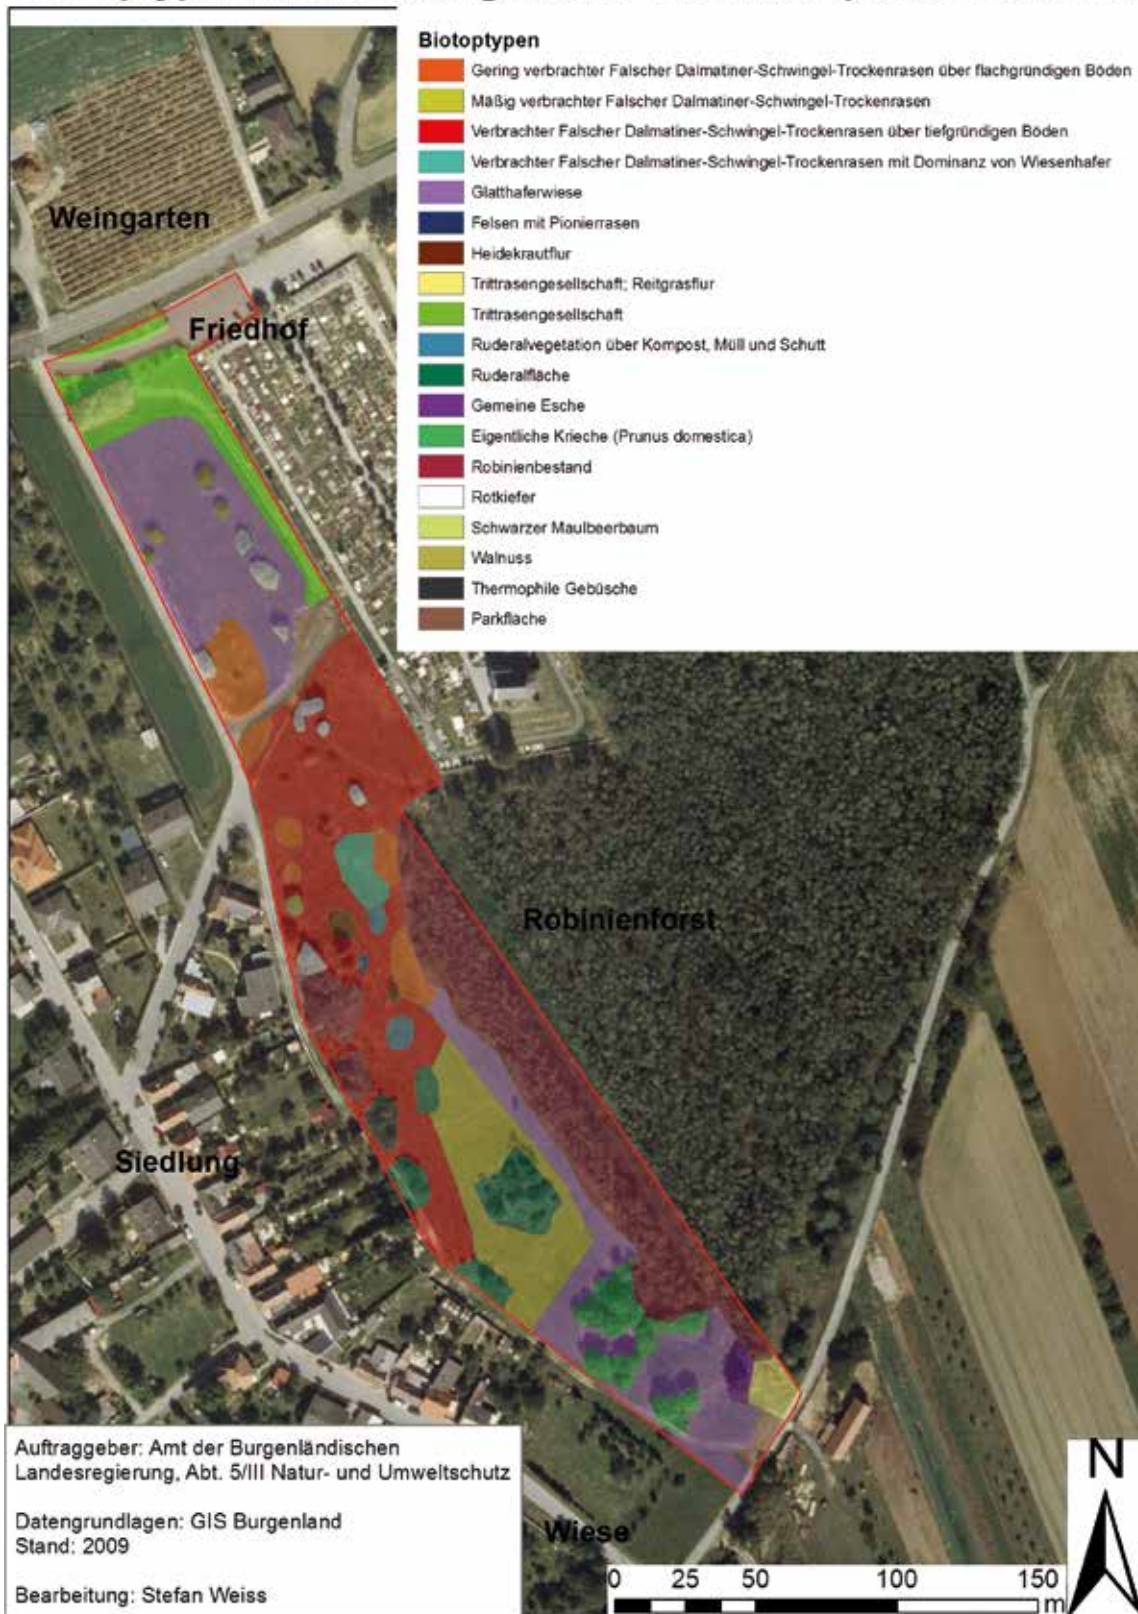 Biotoptypen
Gering verbrachter Falscher Dalmatiner-Schwingel-Trockenrasen über flachgründigen Böden
Mäßig verbrachter Falscher Dalmatiner-Schwingel-Trockenrasen
Verbrachter Falscher Dalmatiner-Schwingel-Trockenrasen über tiefgründigen Böden
Verbrachter Falscher Dalmatiner-Schwingel-Trockenrasen mit Dominanz von Wiesenhafer
Glatthaferwiese
Felsen mit Pionierrasen
Heidekrautflur
Trittrasengesellschaft; Reitgrasflur
Trittrasengesellschaft
Ruderalvegetation über Kompost, Müll und Schutt
Ruderalfläche
Gemeine Esche
Eigentliche Krieche (Prunus domestica)
Robinienbestand
Rotkiefer
Schwarzer Maulbeerbaum
Walnuss
Thermophile Gebüsche
Parkfläche
Weingarten
Friedhof
Robinienforst
Siedlung
Wiese
Auftraggeber: Amt der Burgenländischen
Landesregierung, Abt. 5/III Natur- und Umweltschutz
Datengrundlagen: GIS Burgenland
Stand: 2009
Bearbeitung: Stefan Weiss
N
0 25 50 100 150
m